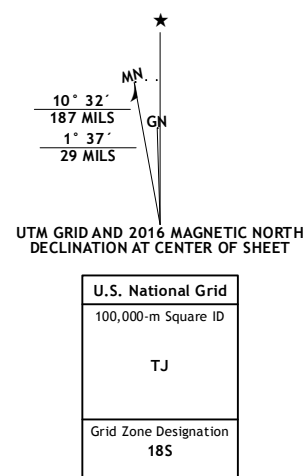 ★
MN
GN
10° 32´
187 MILS
1° 37´
29 MILS
UTM GRID AND 2016 MAGNETIC NORTH
DECLINATION AT CENTER OF SHEET
U.S. National Grid
100,000-m Square ID
TJ
Grid Zone Designation
18S